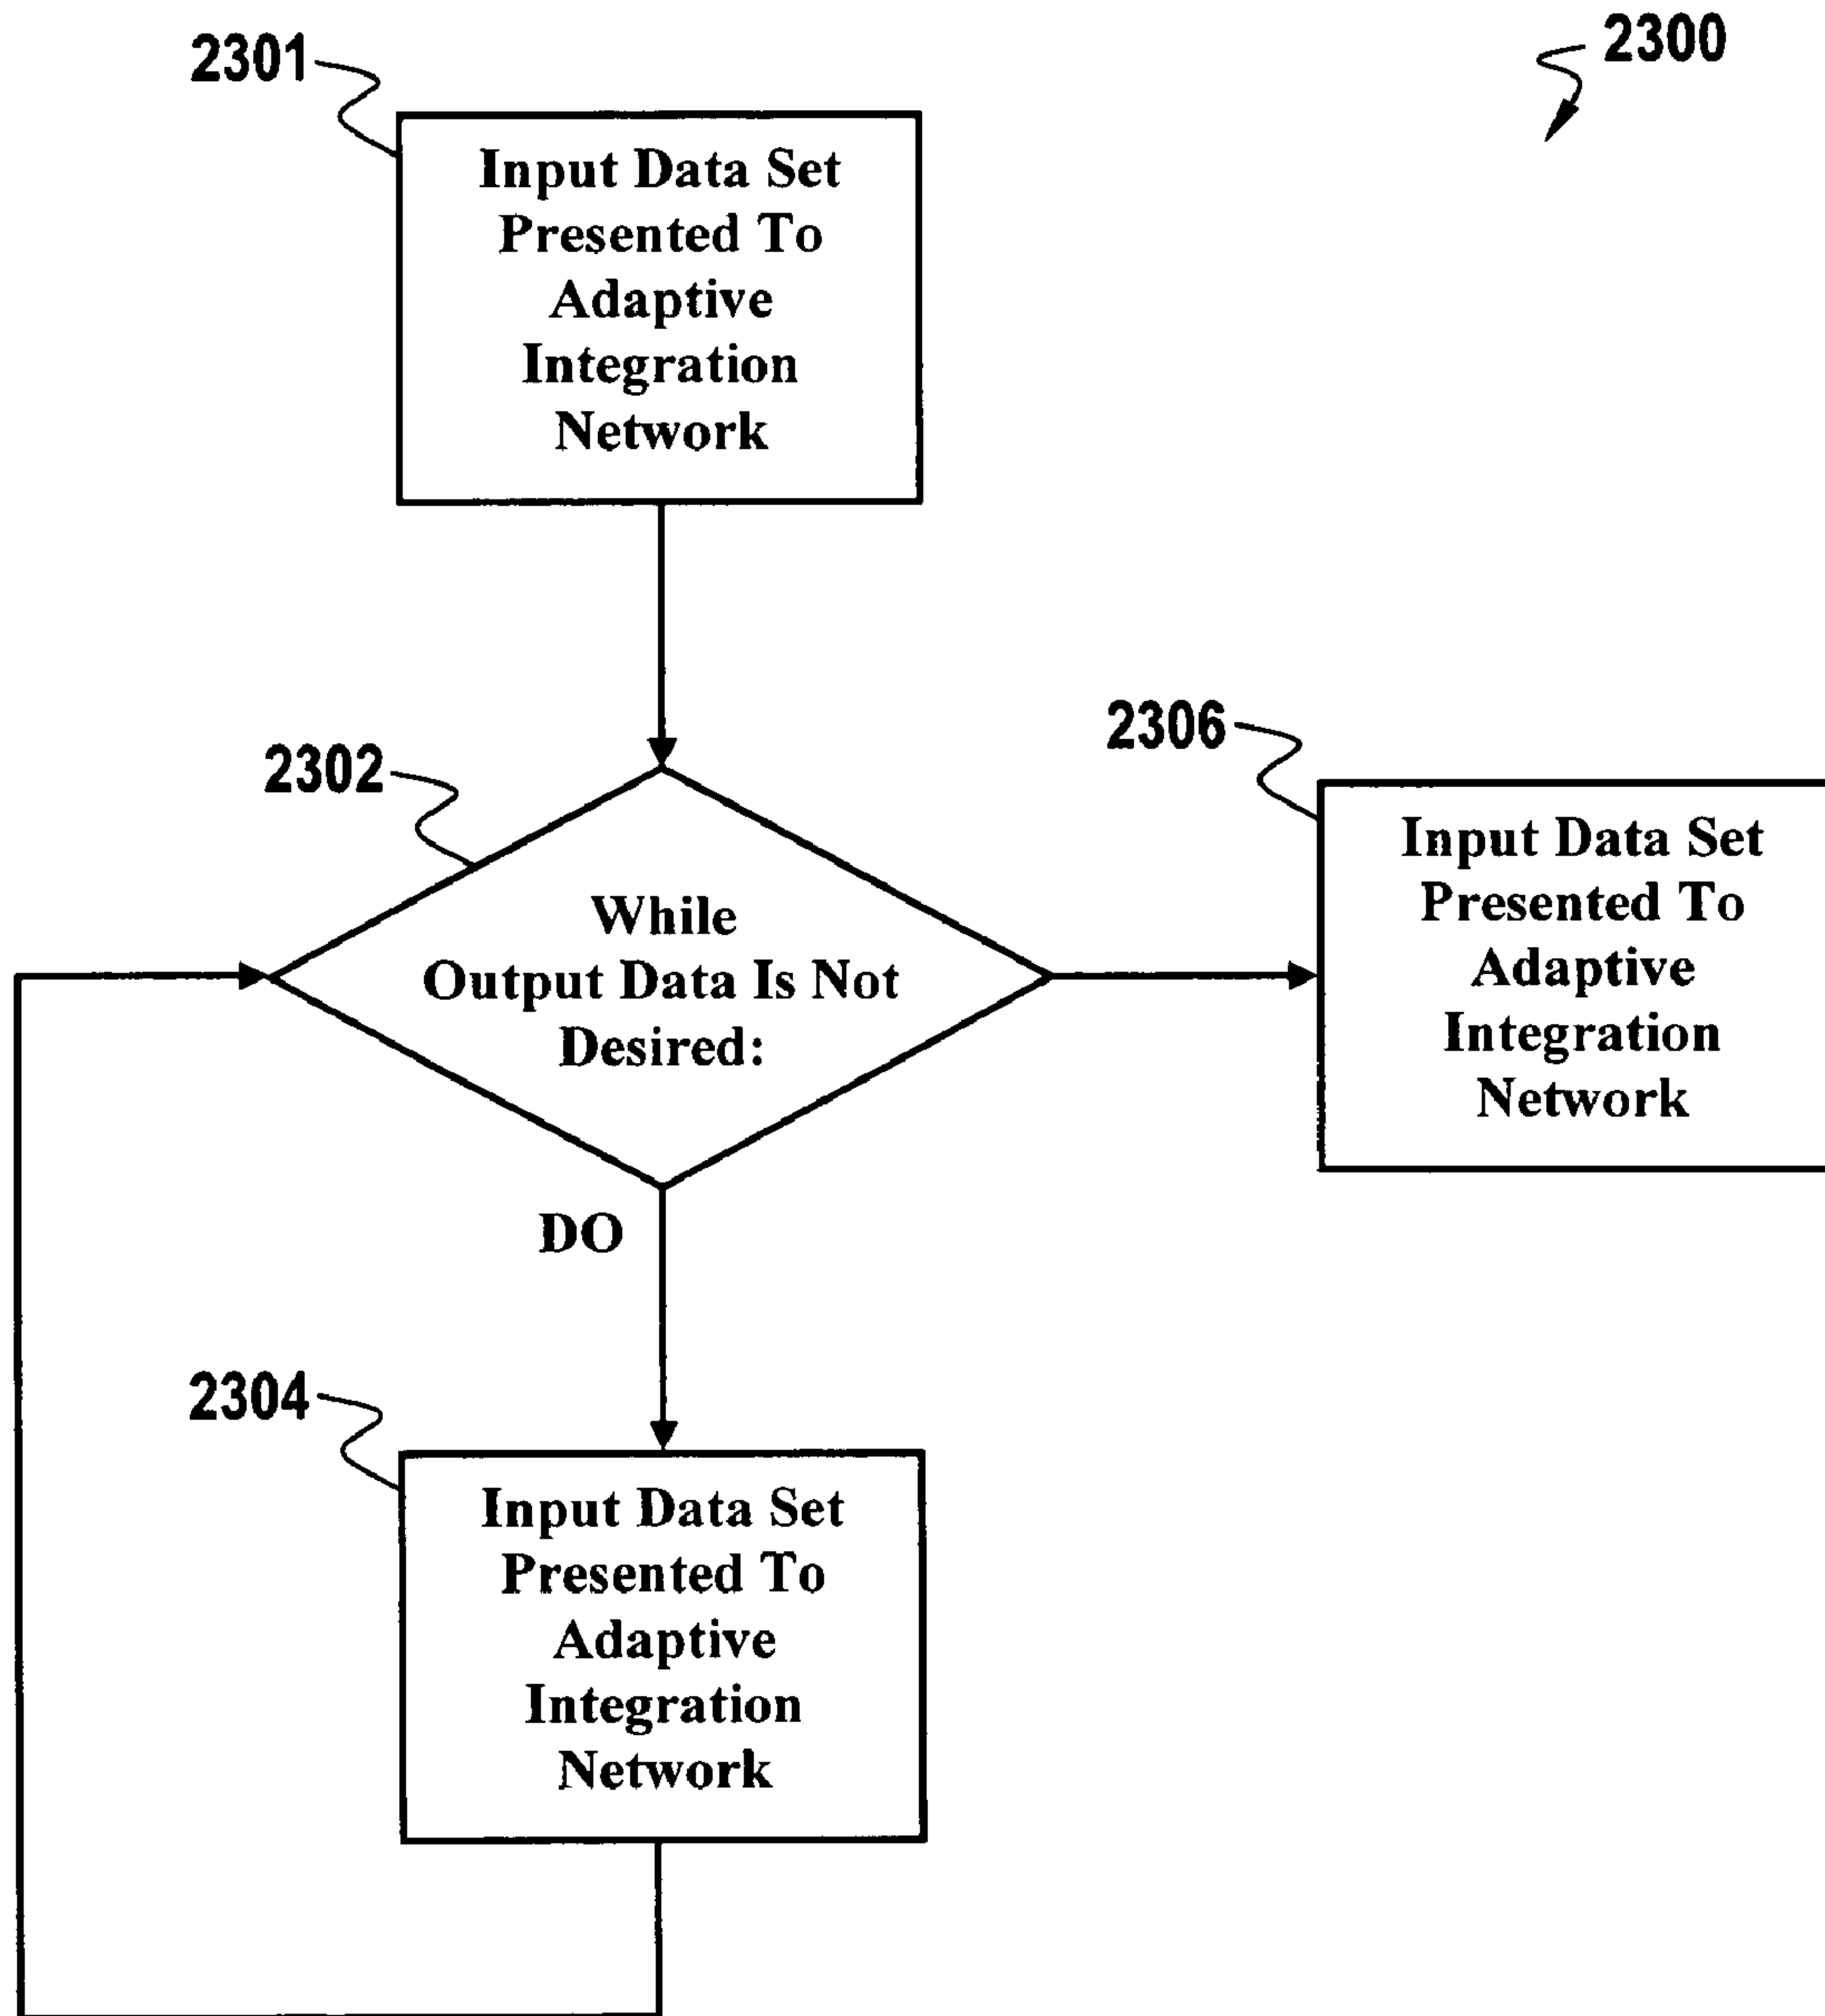 2300
2301
Input Data Set
Presented To
Adaptive
Integration
Network
2302
While
Output Data Is Not
Desired:
2306
Input Data Set
Presented To
Adaptive
Integration
Network
DO
2304
Input Data Set
Presented To
Adaptive
Integration
Network